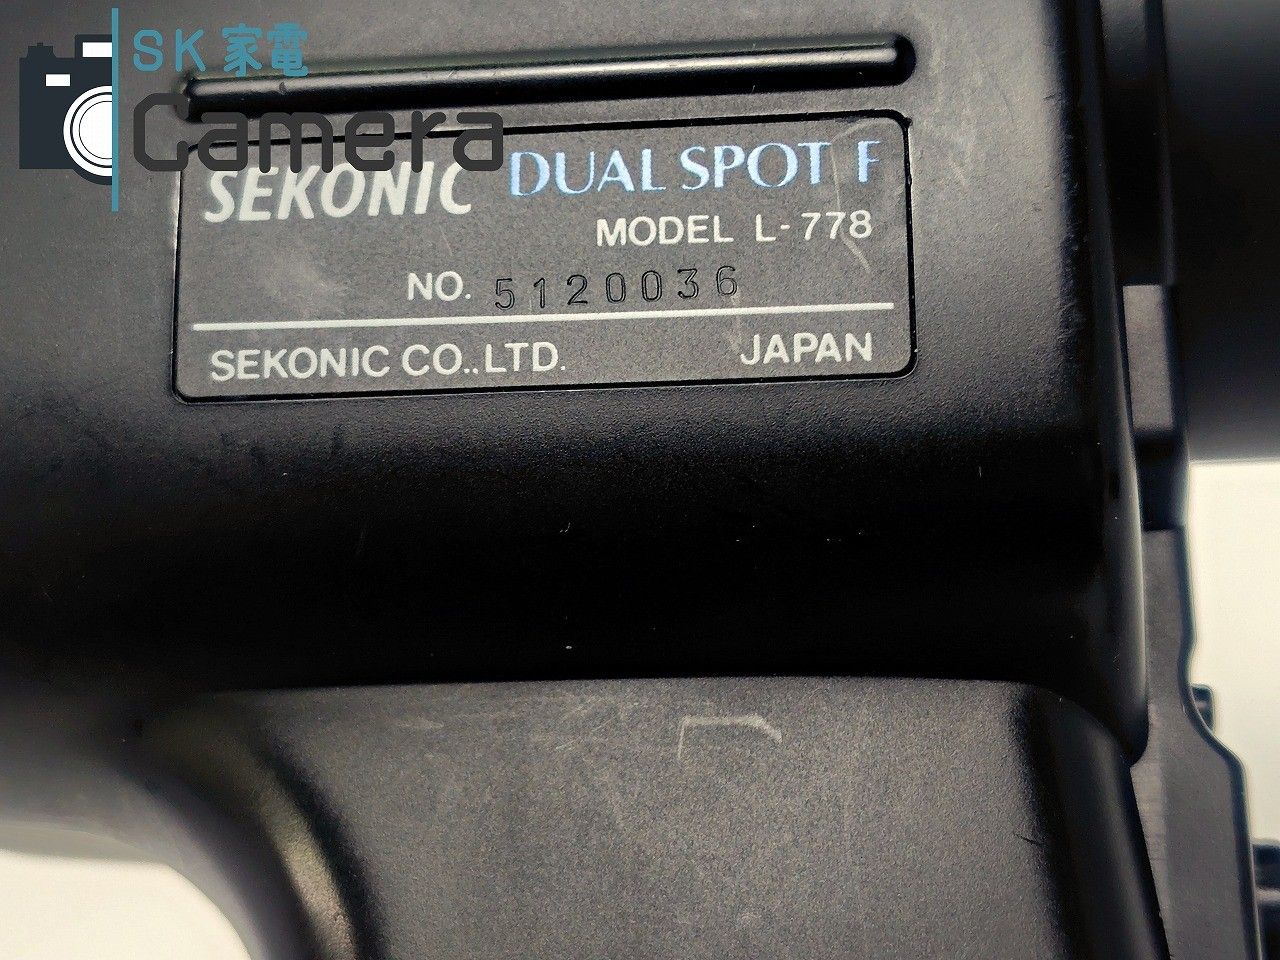 SK 家電
Camera
SEKONIC DUAL SPOT F
MODEL L-778
NO. 5120036
SEKONIC CO.,LTD. JAPAN